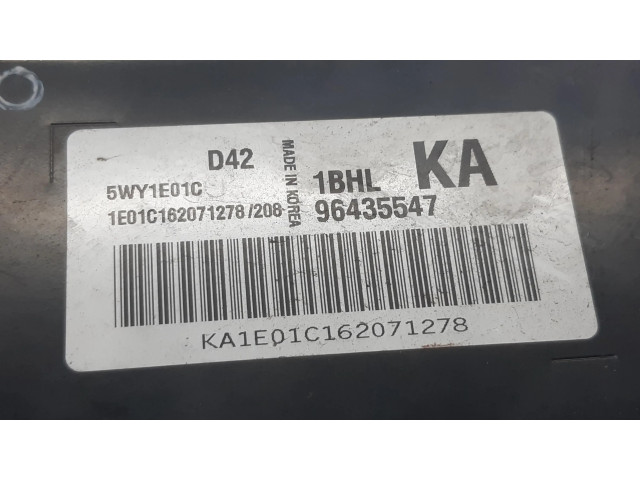 D42
MADE IN KOREA
1BHL KA
5WY1E01C
1E01C162071278/208
96435547
KA1E01C162071278